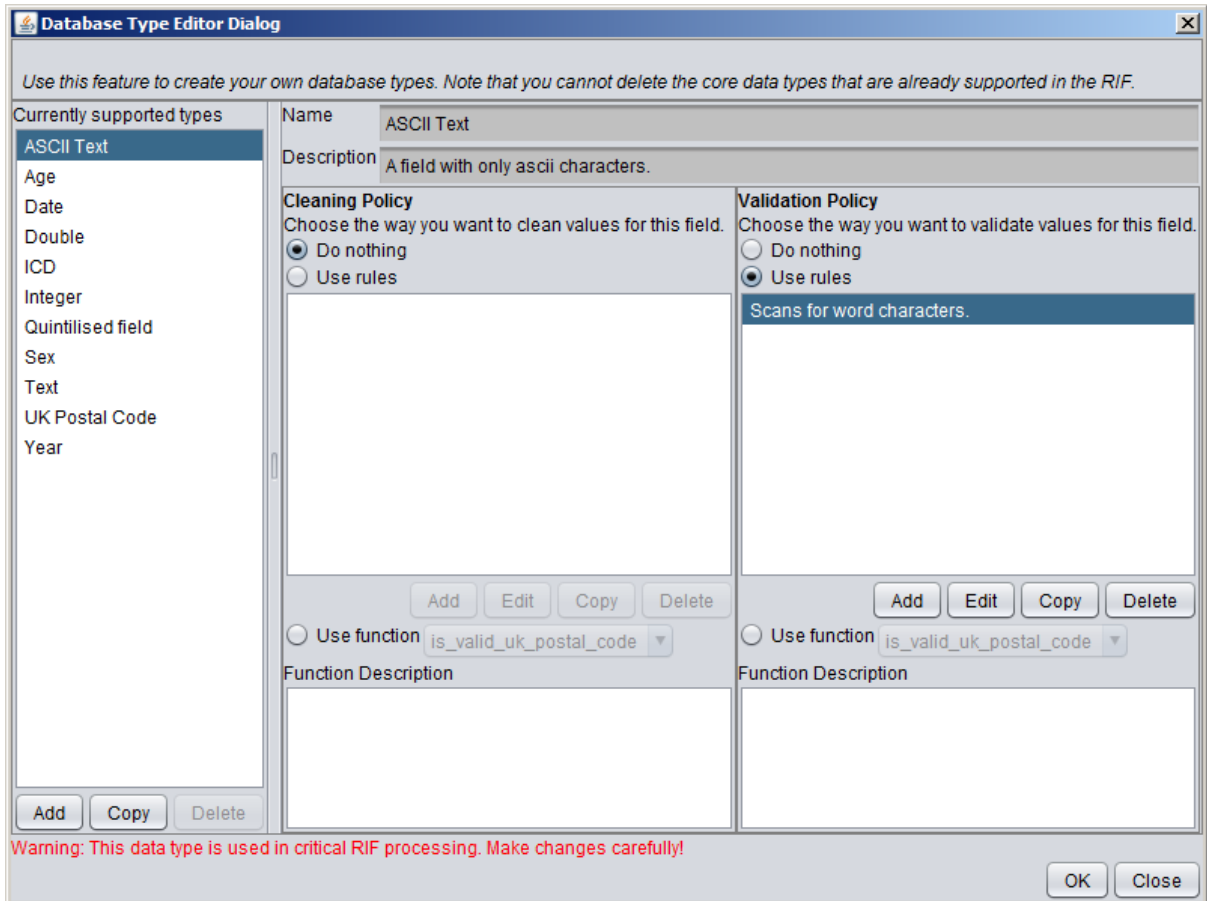 Database Type Editor Dialog
Use this feature to create your own database types. Note that you cannot delete the core data types that are already supported in the RIF.
Currently supported types
ASCII Text
Age
Date
Double
ICD
Integer
Quintilised field
Sex
Text
UK Postal Code
Year
Add Copy Delete
Name ASCII Text
Description A field with only ascii characters.
Cleaning Policy
Choose the way you want to clean values for this field.
Do nothing
Use rules
Add Edit Copy Delete
Use function is_valid_uk_postal_code
Function Description
Validation Policy
Choose the way you want to validate values for this field.
Do nothing
Use rules
Scans for word characters.
Add Edit Copy Delete
Use function is_valid_uk_postal_code
Function Description
Warning: This data type is used in critical RIF processing. Make changes carefully!
OK Close